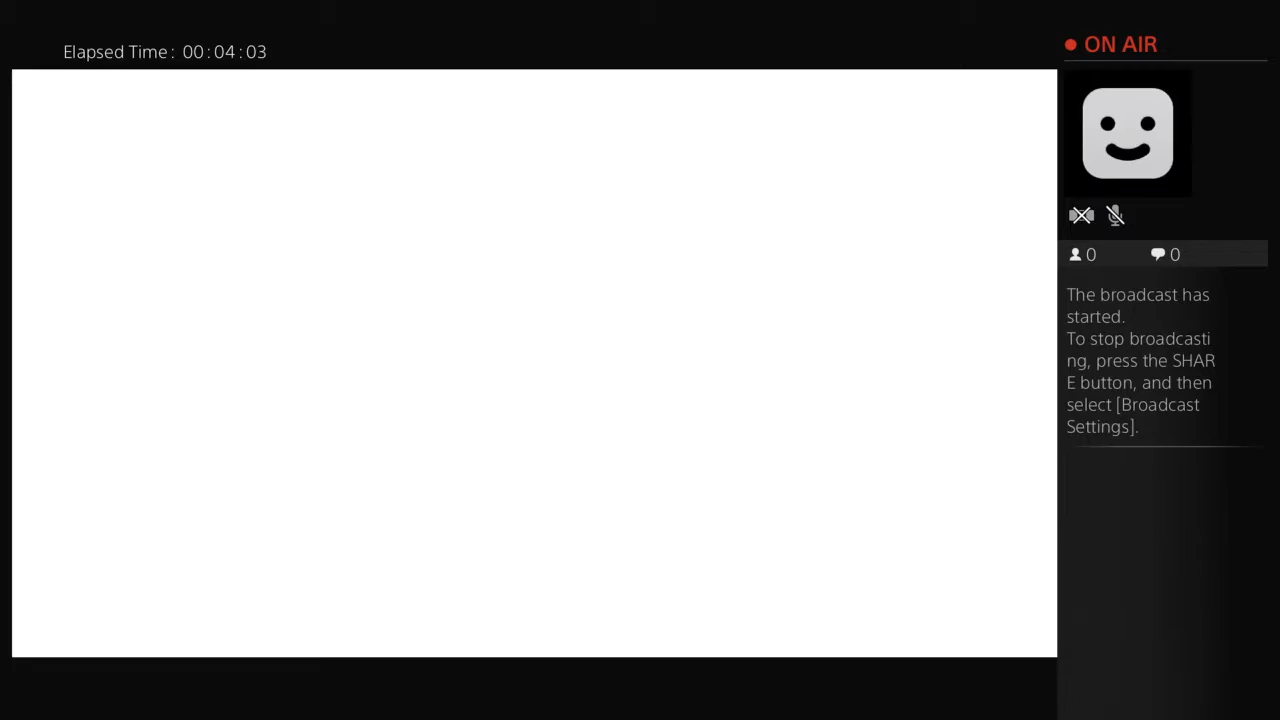 Elapsed Time: 00:04:03
ON AIR
0 0
The broadcast has
started.
To stop broadcasti
ng, press the SHAR
E button, and then
select [Broadcast
Settings].